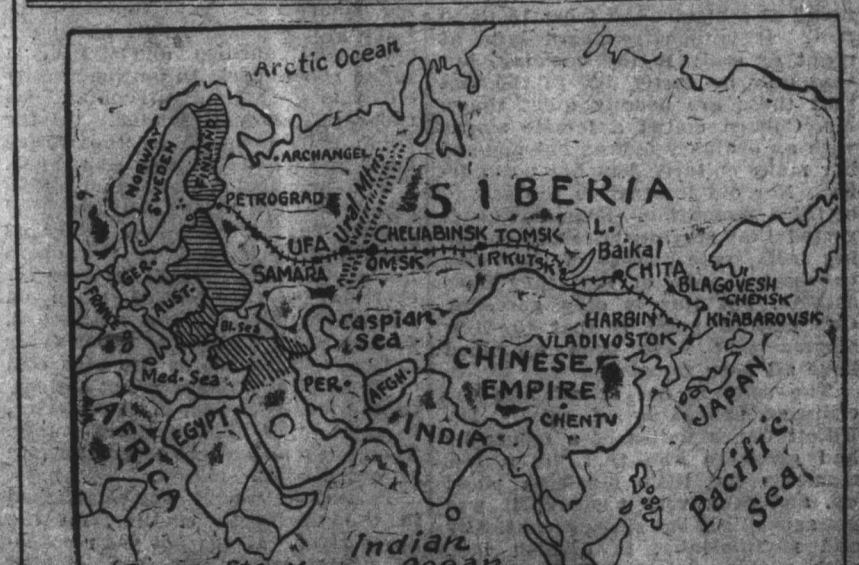 Arctic Ocean
NORWAY
SWEDEN
FINLAND
ARCHANGEL
Ural Mtns.
SIBERIA
PETROGRAD
UFA
CHELIABINSK
TOMSK
L.
Baikal
SAMARA
OMSK
IRKUTSK
CHITA
BLAGOVESH
-CHENSK
GER.
AUST.
Bl. Sea
Caspian
Sea
HARBIN
KHABAROVSK
VLADIVOSTOK
CHINESE
EMPIRE
Med. Sea
PER.
AFGH.
JAPAN
AFRICA
EGYPT
INDIA
CHENTU
Pacific
Sea
Indian